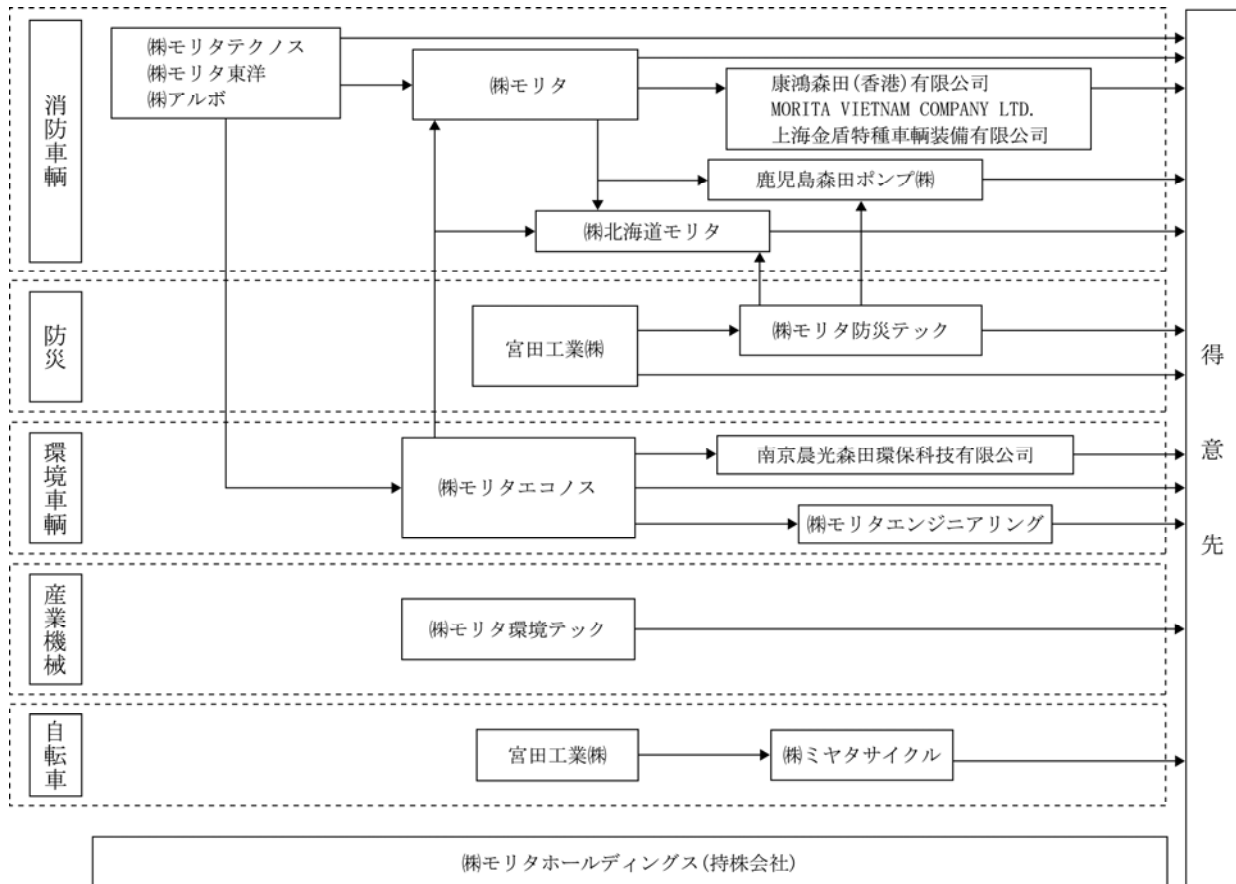 消防車輌
㈱モリタテクノス
㈱モリタ東洋
㈱アルボ
㈱モリタ
康鴻森田(香港)有限公司
MORITA VIETNAM COMPANY LTD.
上海金盾特種車輌装備有限公司
鹿児島森田ポンプ㈱
㈱北海道モリタ
防災
宮田工業㈱
㈱モリタ防災テック
環境車輌
㈱モリタエコノス
南京晨光森田環保科技有限公司
㈱モリタエンジニアリング
産業機械
㈱モリタ環境テック
自転車
宮田工業㈱
㈱ミヤタサイクル
得意先
㈱モリタホールディングス(持株会社)